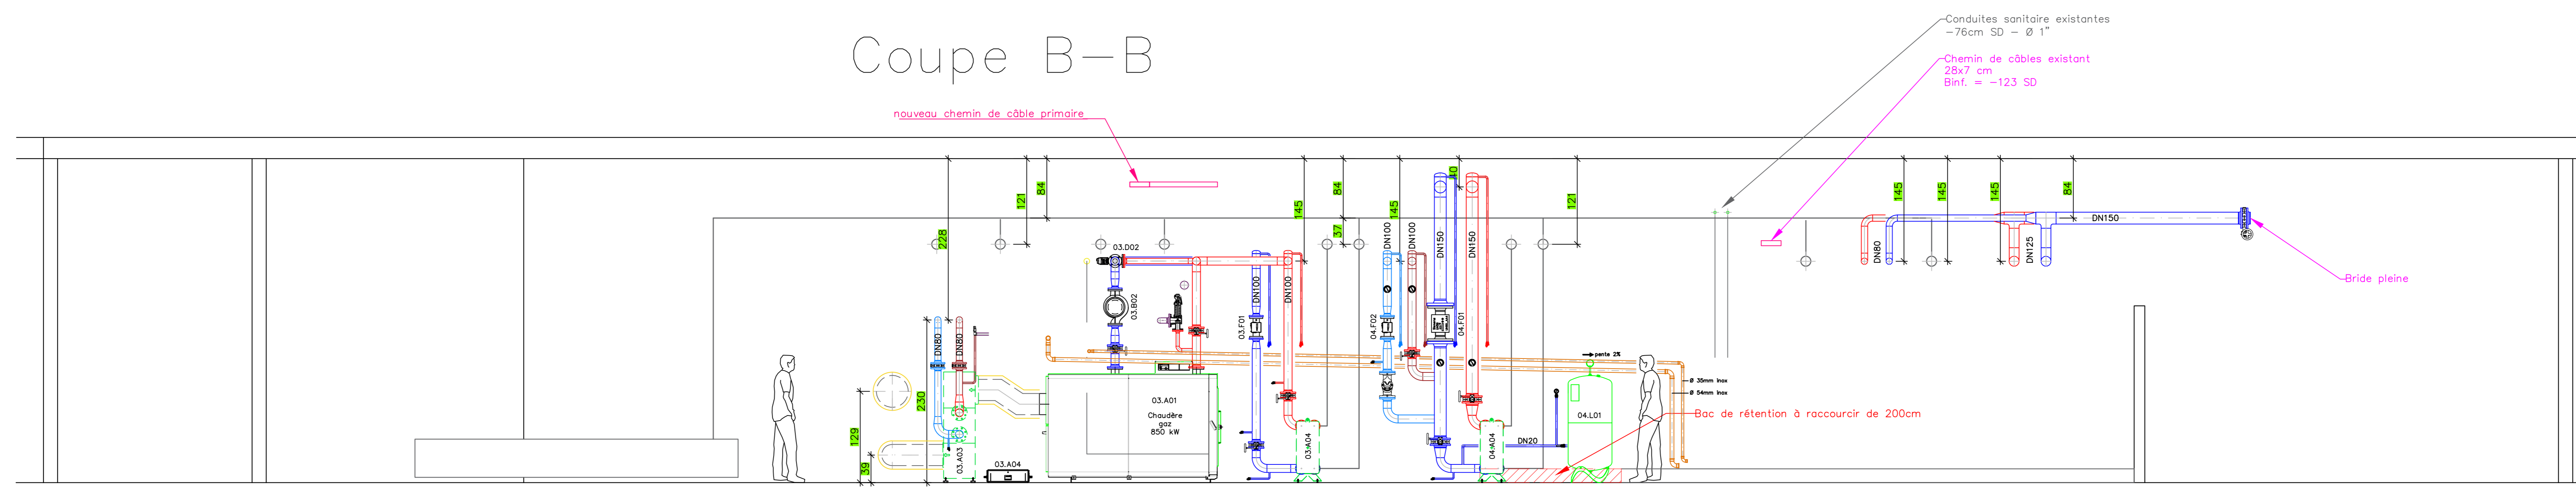 Conduites sanitaire existantes
-76cm SD - Ø 1"
Coupe B-B
Chemin de câbles existant
28x7 cm
Binf. = -123 SD
nouveau chemin de câble primaire
40
84
84
121
121
145
145
145
145
145
84
DN150
37
228
DN100
DN100
DN150
DN150
DN80
DN125
03.D02
Bride pleine
DN100
DN100
03.B02
03.F01
04.F02
04.F01
DN80
DN80
pente 2%
Ø 35mm Inox
Ø 54mm Inox
230
03.A01
Chaudère
gaz
850 kW
04.L01
Bac de rétention à raccourcir de 200cm
129
39
DN20
03.A03
03.A04
03.A04
04.A04